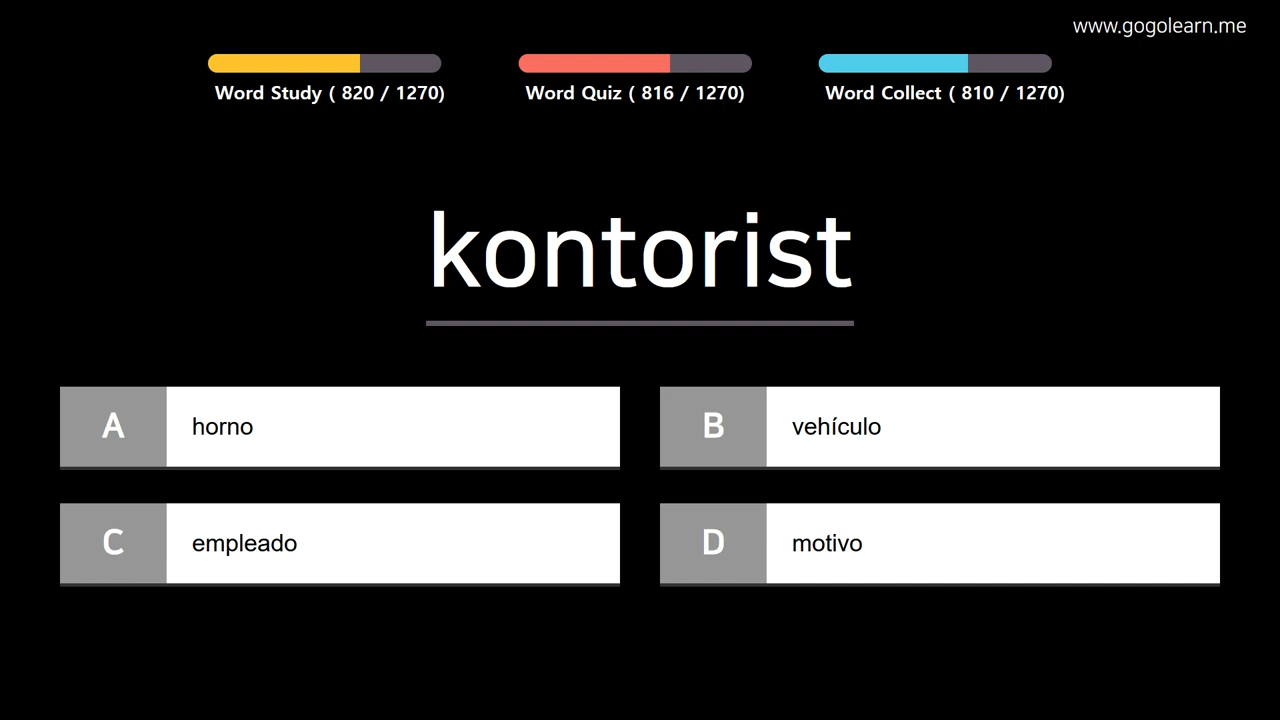 www.gogolearn.me
Word Study ( 820 / 1270)
Word Quiz ( 816 / 1270)
Word Collect ( 810 / 1270)
kontorist
A horno
B vehículo
C empleado
D motivo